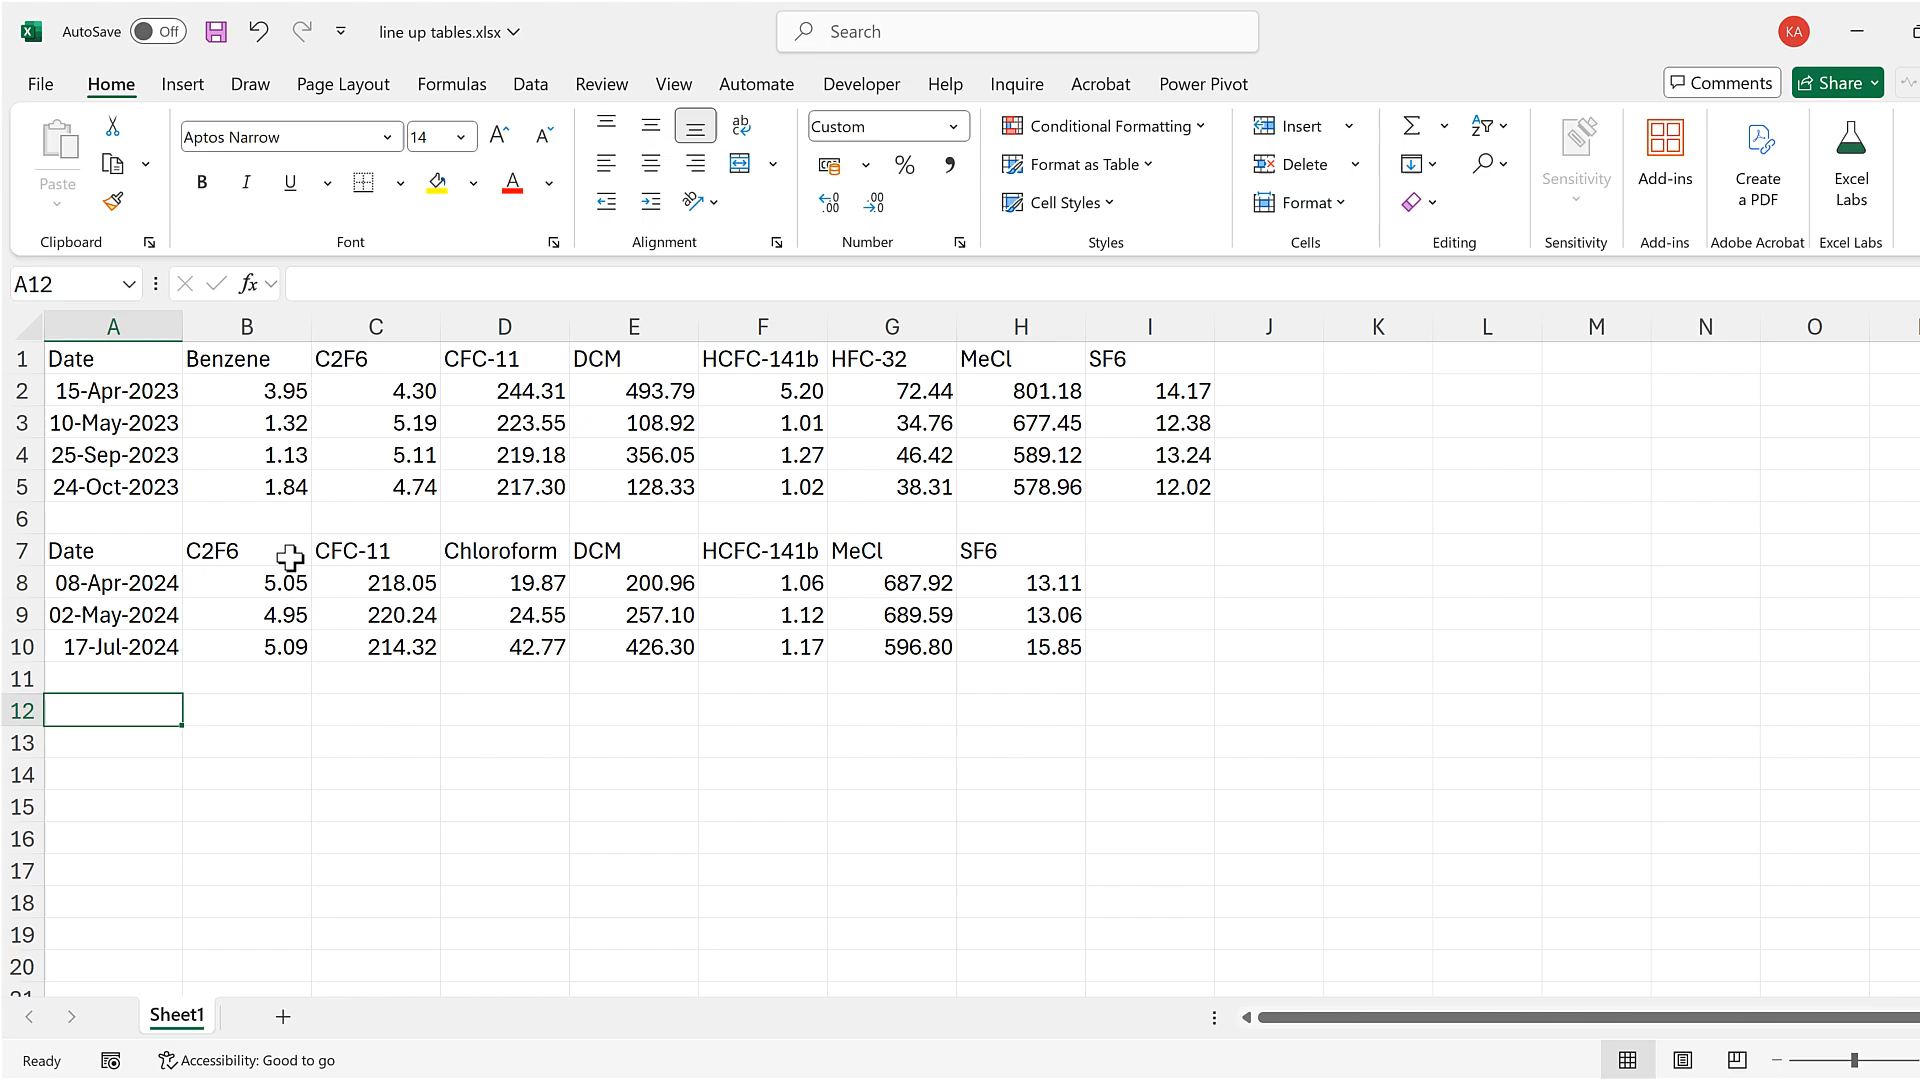 AutoSave Off line up tables.xlsx Search KA
File Home Insert Draw Page Layout Formulas Data Review View Automate Developer Help Inquire Acrobat Power Pivot Comments Share
Paste Aptos Narrow 14 ab Custom Conditional Formatting Insert Sensitivity Add-ins Create a PDF Excel Labs
B I U A % Format as Table Delete
Cell Styles Format
Clipboard Font Alignment Number Styles Cells Editing Sensitivity Add-ins Adobe Acrobat Excel Labs
A12 fx
A B C D E F G H I J K L M N O
1 Date Benzene C2F6 CFC-11 DCM HCFC-141b HFC-32 MeCl SF6
2 15-Apr-2023 3.95 4.30 244.31 493.79 5.20 72.44 801.18 14.17
3 10-May-2023 1.32 5.19 223.55 108.92 1.01 34.76 677.45 12.38
4 25-Sep-2023 1.13 5.11 219.18 356.05 1.27 46.42 589.12 13.24
5 24-Oct-2023 1.84 4.74 217.30 128.33 1.02 38.31 578.96 12.02
6
7 Date C2F6 CFC-11 Chloroform DCM HCFC-141b MeCl SF6
8 08-Apr-2024 5.05 218.05 19.87 200.96 1.06 687.92 13.11
9 02-May-2024 4.95 220.24 24.55 257.10 1.12 689.59 13.06
10 17-Jul-2024 5.09 214.32 42.77 426.30 1.17 596.80 15.85
11
12
13
14
15
16
17
18
19
20
21
Sheet1
Ready Accessibility: Good to go